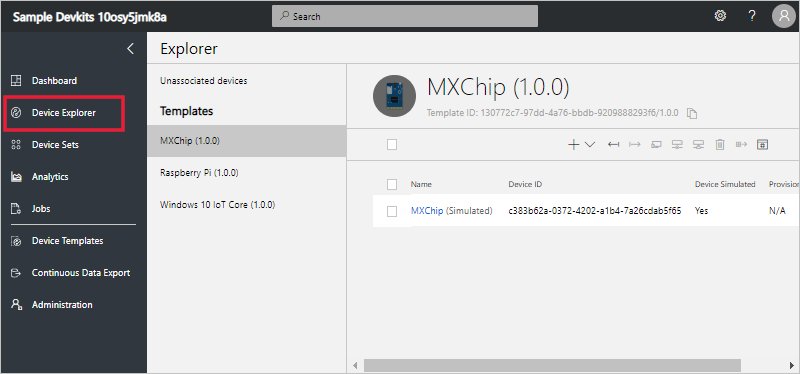 Sample Devkits 10osy5jmk8a
Search
?
Dashboard
Device Explorer
Device Sets
Analytics
Jobs
Device Templates
Continuous Data Export
Administration
Explorer
Unassociated devices
Templates
MXChip (1.0.0)
Raspberry Pi (1.0.0)
Windows 10 IoT Core (1.0.0)
MXChip (1.0.0)
Template ID: 130772c7-97dd-4a76-bbdb-9209888293f6/1.0.0
Name Device ID Device Simulated Provision
MXChip (Simulated) c383b62a-0372-4202-a1b4-7a26cdab5f65 Yes N/A